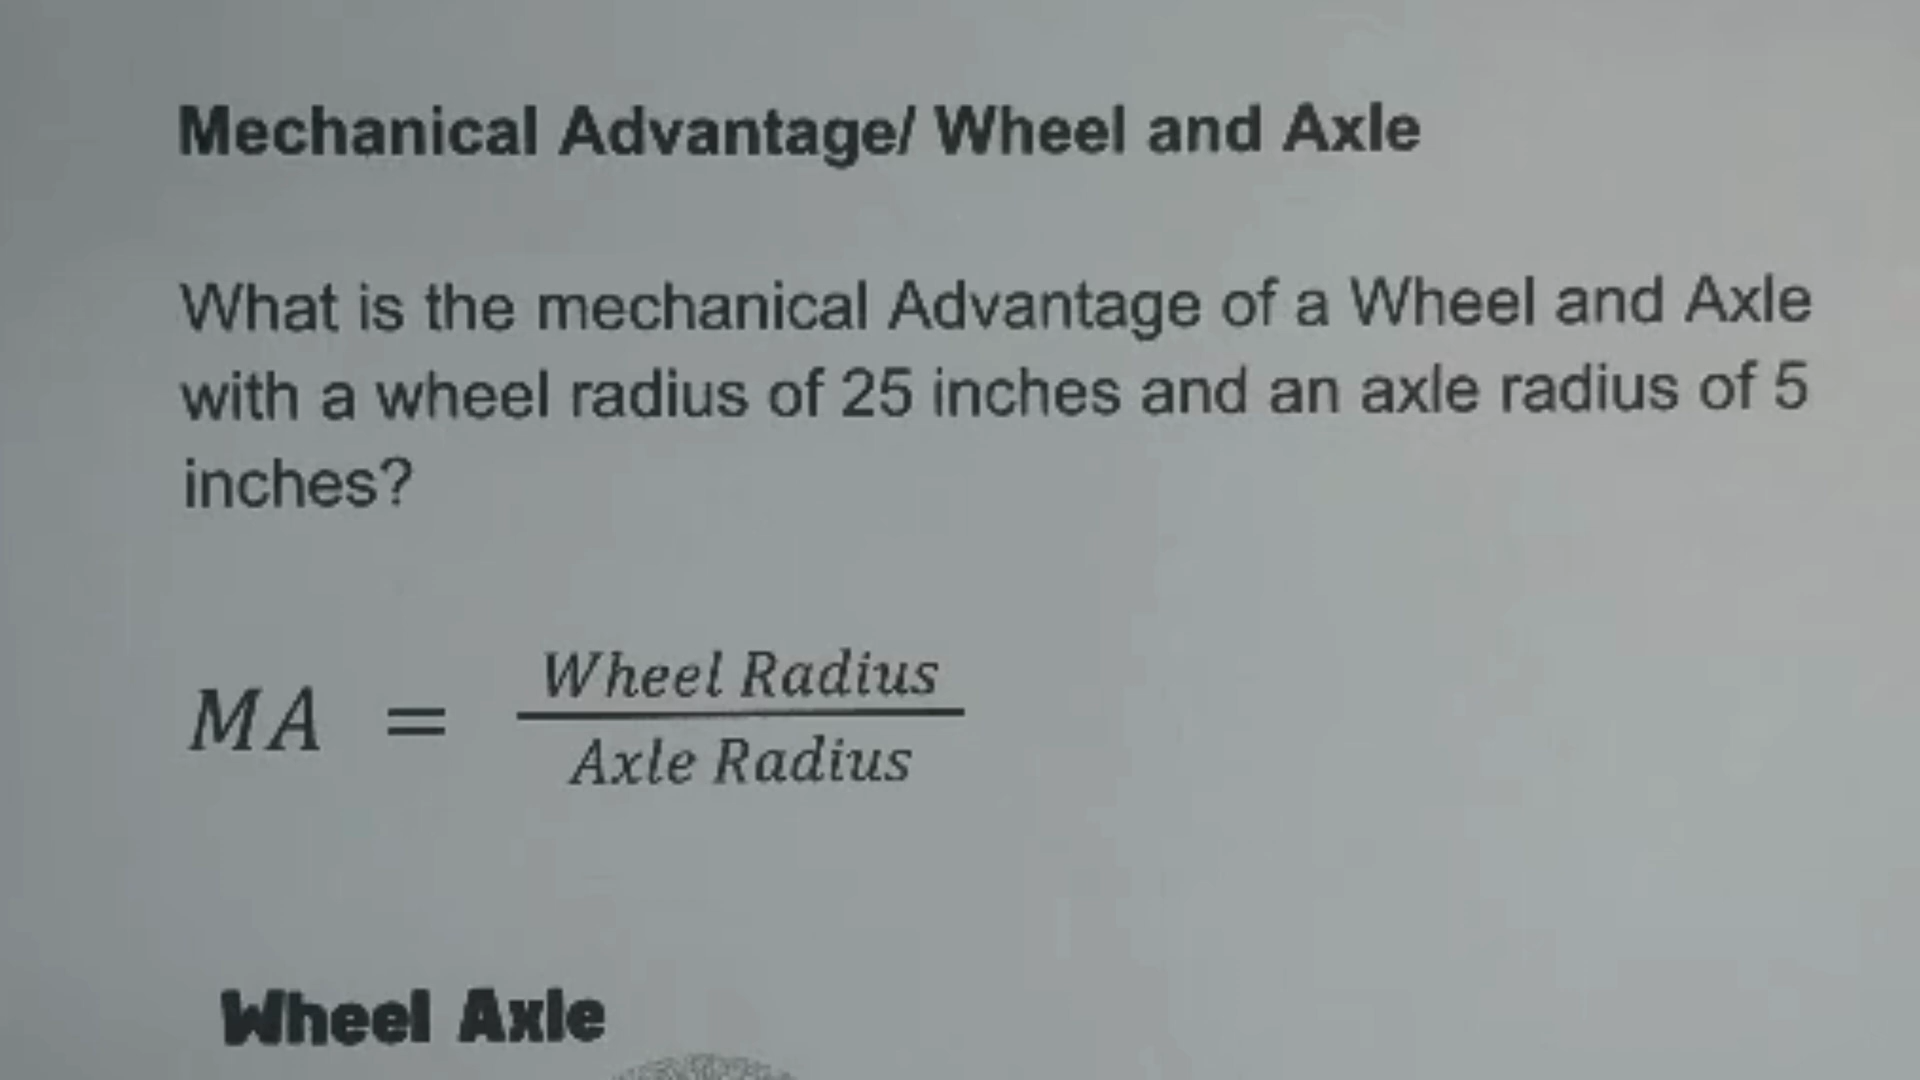 Mechanical Advantage/ Wheel and Axle
What is the mechanical Advantage of a Wheel and Axle
with a wheel radius of 25 inches and an axle radius of 5
inches?
MA = Wheel Radius
Axle Radius
Wheel Axle